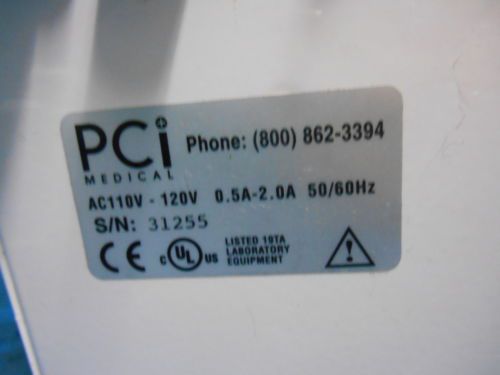 PCi Phone: (800) 862-3394
MEDICAL
AC110V - 120V 0.5A-2.0A 50/60Hz
S/N: 31255
CE c UL US LISTED 19TA
LABORATORY
EQUIPMENT